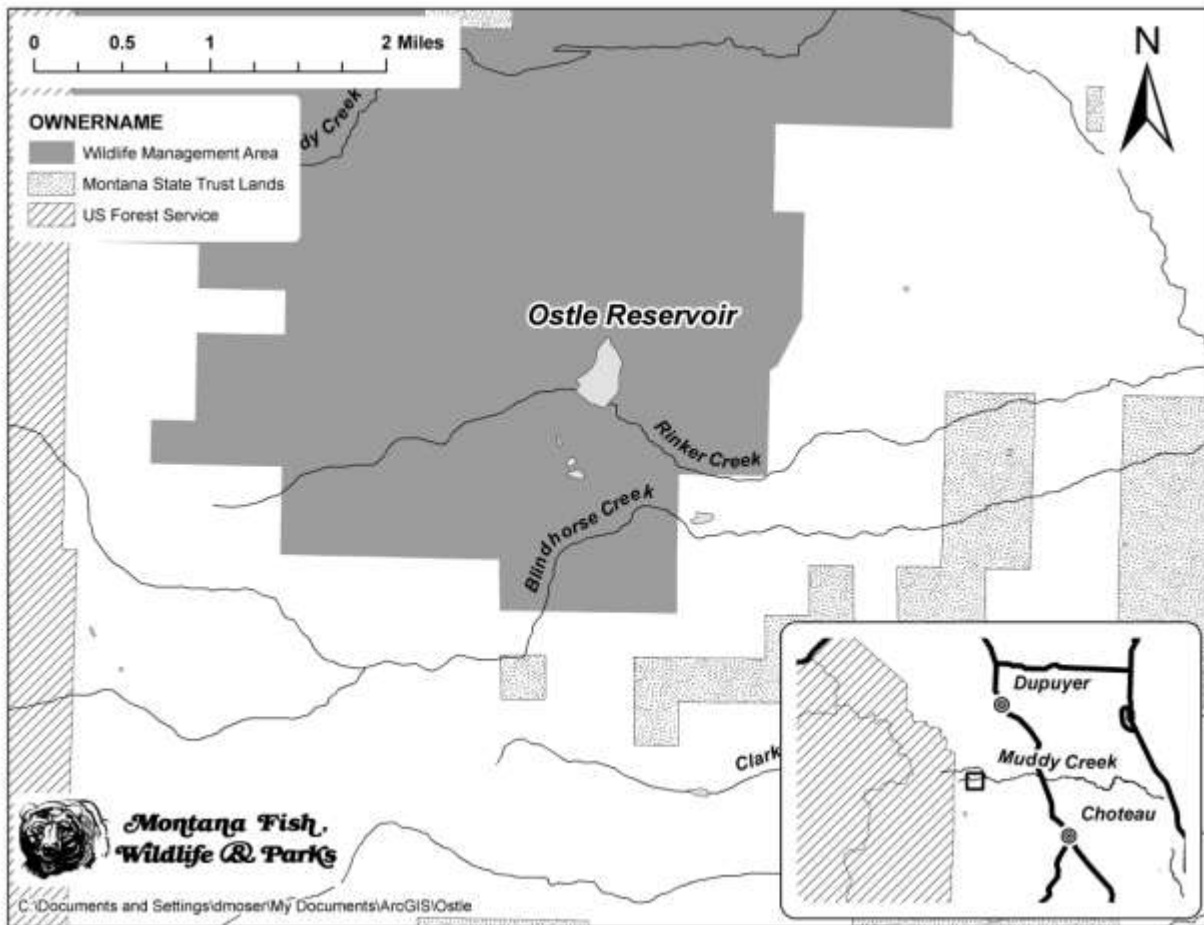 0 0.5 1 2 Miles
N
OWNERNAME
Wildlife Management Area
Montana State Trust Lands
US Forest Service
dy Creek
Ostle Reservoir
Rinker Creek
Blindhorse Creek
Clark
Dupuyer
Muddy Creek
Choteau
Montana Fish,
Wildlife & Parks
C:\Documents and Settings\dmoser\My Documents\ArcGIS\Ostle